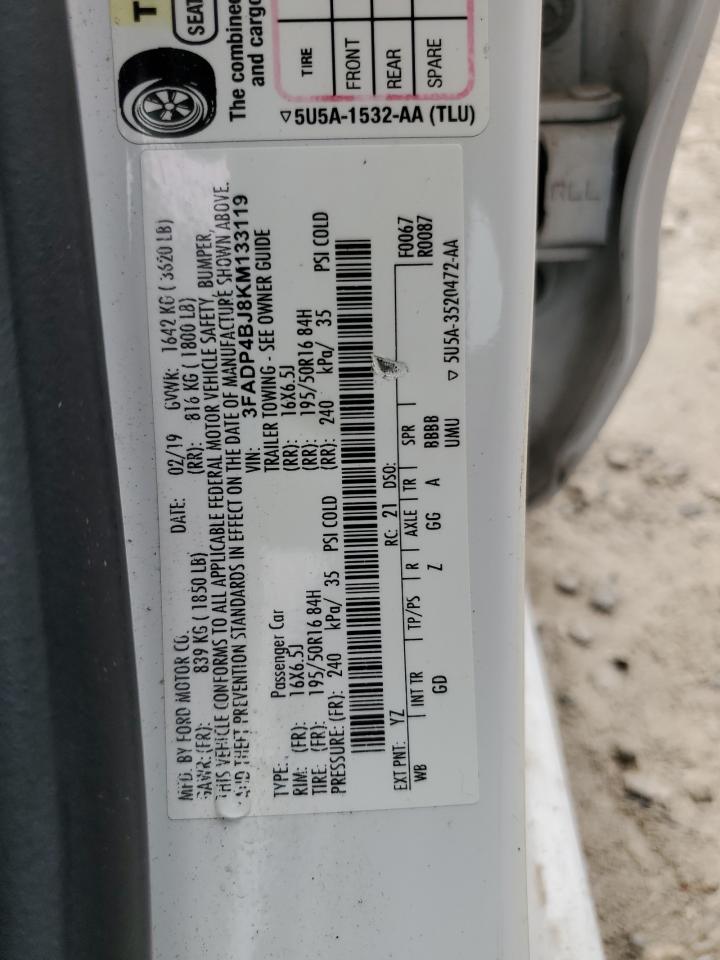 T
SEAT
The combined
and cargo
TIRE
FRONT
REAR
SPARE
▽5U5A-1532-AA (TLU)
MFD. BY FORD MOTOR CO.
DATE: 02/19 GVWR: 1642 KG ( 3620 LB)
GAWR:(FR): 839 KG ( 1850 LB) (RR): 816 KG ( 1800 LB)
THIS VEHICLE CONFORMS TO ALL APPLICABLE FEDERAL MOTOR VEHICLE SAFETY, BUMPER,
AND THEFT PREVENTION STANDARDS IN EFFECT ON THE DATE OF MANUFACTURE SHOWN ABOVE.
VIN: 3FADP4BJ8KM133119
TYPE: Passenger Car TRAILER TOWING - SEE OWNER GUIDE
RIM: (FR): 16X6.5J (RR): 16X6.5J
TIRE: (FR): 195/50R16 84H (RR): 195/50R16 84H
PRESSURE:(FR): 240 kPa/ 35 PSI COLD (RR): 240 kPa/ 35 PSI COLD
EXT PNT: YZ RC: 21 DSO: F0067
R0087
WB INT TR TP/PS R AXLE TR SPR
GD Z GG A BBBB
UMU
▽ 5U5A-3520472-AA